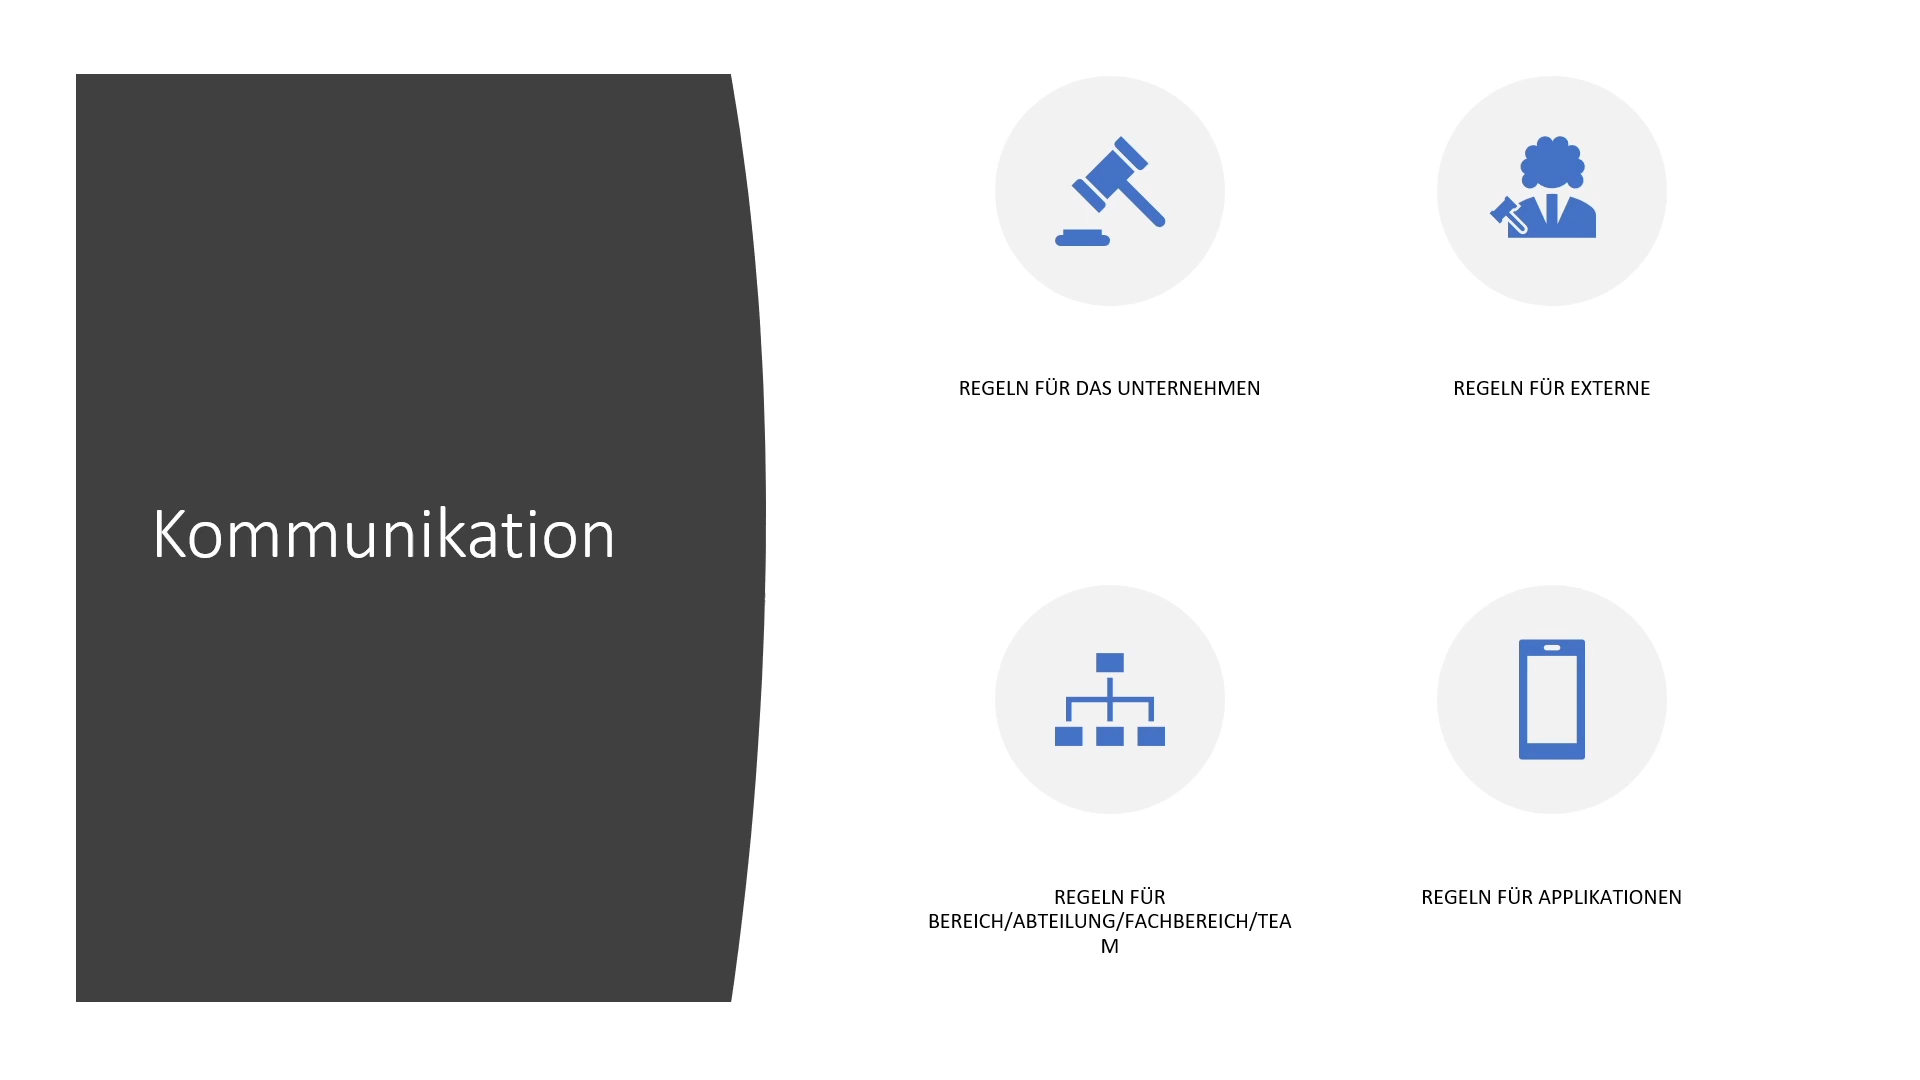 Kommunikation
REGELN FÜR DAS UNTERNEHMEN
REGELN FÜR EXTERNE
REGELN FÜR
BEREICH/ABTEILUNG/FACHBEREICH/TEA
M
REGELN FÜR APPLIKATIONEN